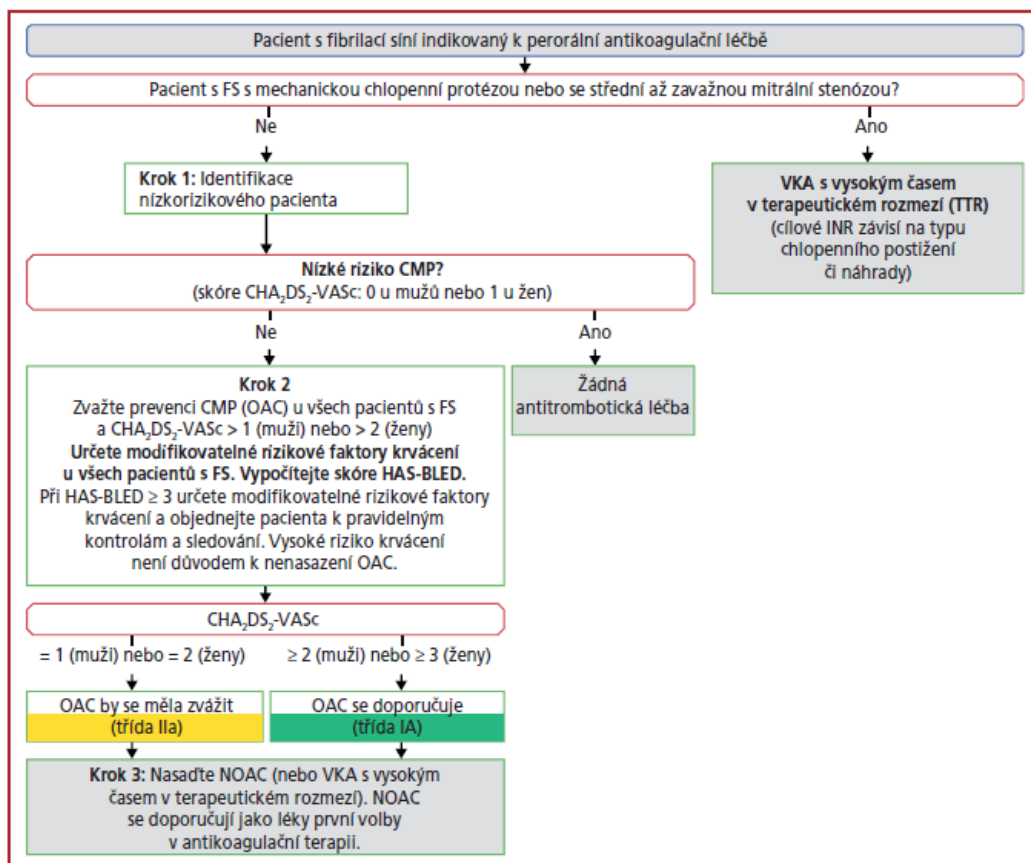 Pacient s fibrilací síní indikovaný k perorální antikoagulační léčbě
Pacient s FS s mechanickou chlopenní protézou nebo se střední až zavažnou mitrální stenózou?
Ne
Ano
Krok 1: Identifikace
nízkorizikového pacienta
VKA s vysokým časem
v terapeutickém rozmezí (TTR)
(cílové INR závisí na typu
chlopenního postižení
či náhrady)
Nízké riziko CMP?
(skóre CHA₂DS₂-VASc: 0 u mužů nebo 1 u žen)
Ne
Ano
Krok 2
Zvažte prevenci CMP (OAC) u všech pacientů s FS
a CHA₂DS₂-VASc > 1 (muži) nebo > 2 (ženy)
Určete modifikovatelné rizikové faktory krvácení
u všech pacientů s FS. Vypočítejte skóre HAS-BLED.
Při HAS-BLED ≥ 3 určete modifikovatelné rizikové faktory
krvácení a objednejte pacienta k pravidelným
kontrolám a sledování. Vysoké riziko krvácení
není důvodem k nenasazení OAC.
Žádná
antitrombotická léčba
CHA₂DS₂-VASc
= 1 (muži) nebo = 2 (ženy)
≥ 2 (muži) nebo ≥ 3 (ženy)
OAC by se měla zvážit
(třída IIa)
OAC se doporučuje
(třída IA)
Krok 3: Nasaďte NOAC (nebo VKA s vysokým
časem v terapeutickém rozmezí). NOAC
se doporučují jako léky první volby
v antikoagulační terapii.